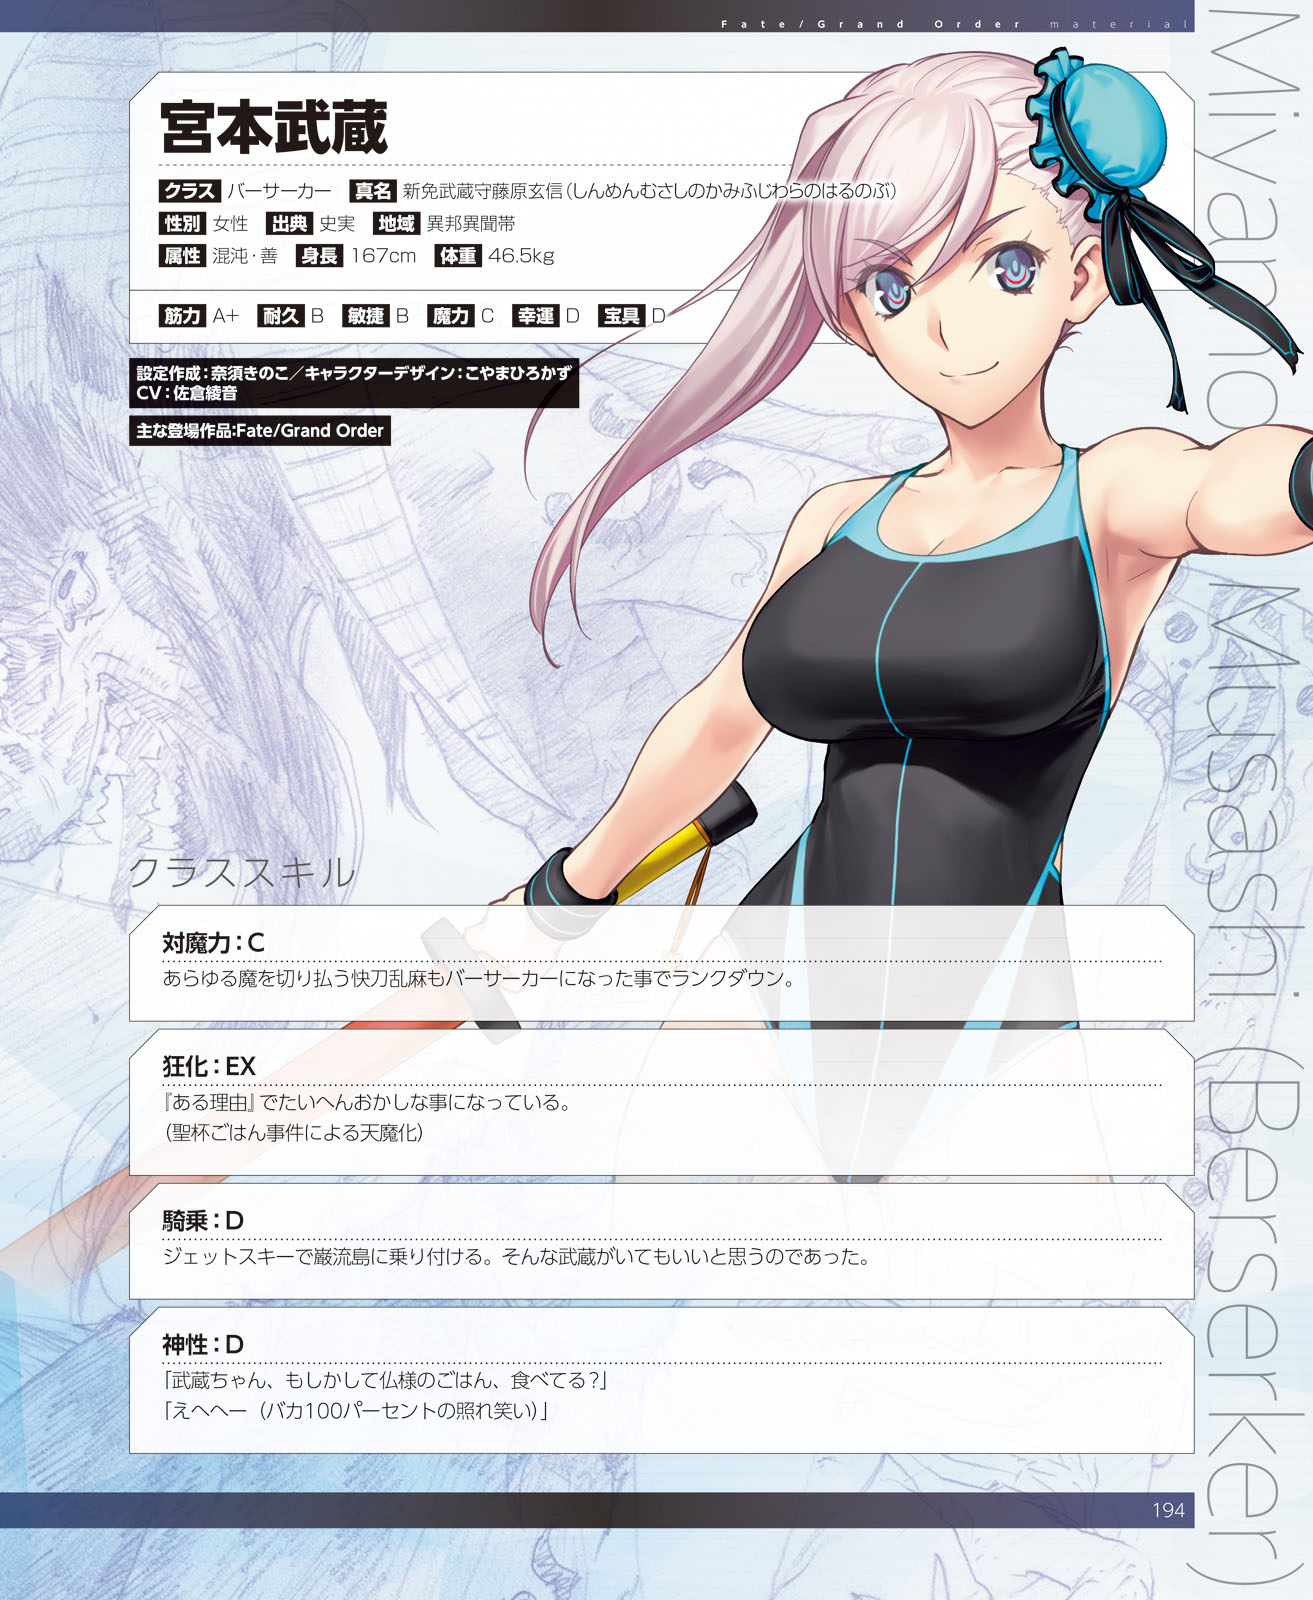 Fate/Grand Order material
宮本武蔵
クラス バーサーカー 真名 新免武蔵守藤原玄信(しんめんむさしのかみふじわらのはるのぶ)
性別 女性 出典 史実 地域 異邦異聞帯
属性 混沌・善 身長 167cm 体重 46.5kg
筋力 A+ 耐久 B 敏捷 B 魔力 C 幸運 D 宝具 D
設定作成：奈須きのこ／キャラクターデザイン：こやまひろかず
CV：佐倉綾音
主な登場作品:Fate/Grand Order
クラススキル
対魔力：C
あらゆる魔を切り払う快刀乱麻もバーサーカーになった事でランクダウン。
狂化：EX
『ある理由』でたいへんおかしな事になっている。
(聖杯ごはん事件による天魔化)
騎乗：D
ジェットスキーで巌流島に乗り付ける。そんな武蔵がいてもいいと思うのであった。
神性：D
「武蔵ちゃん、もしかして仏様のごはん、食べてる？」
「えへへー（バカ100パーセントの照れ笑い）」
194
Miyamoto Musashi (Berserker)